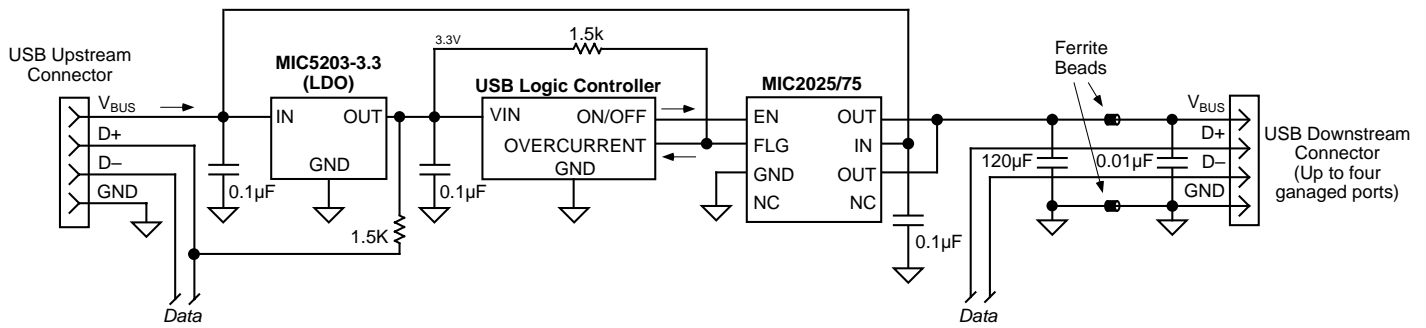 USB Upstream
Connector
VBUS
D+
D–
GND
0.1µF
MIC5203-3.3
(LDO)
IN
OUT
GND
1.5K
3.3V
1.5k
0.1µF
USB Logic Controller
VIN
ON/OFF
OVERCURRENT
GND
MIC2025/75
EN
FLG
GND
NC
OUT
IN
OUT
NC
0.1µF
Ferrite
Beads
120µF
0.01µF
VBUS
D+
D–
GND
USB Downstream
Connector
(Up to four
ganaged ports)
Data
Data